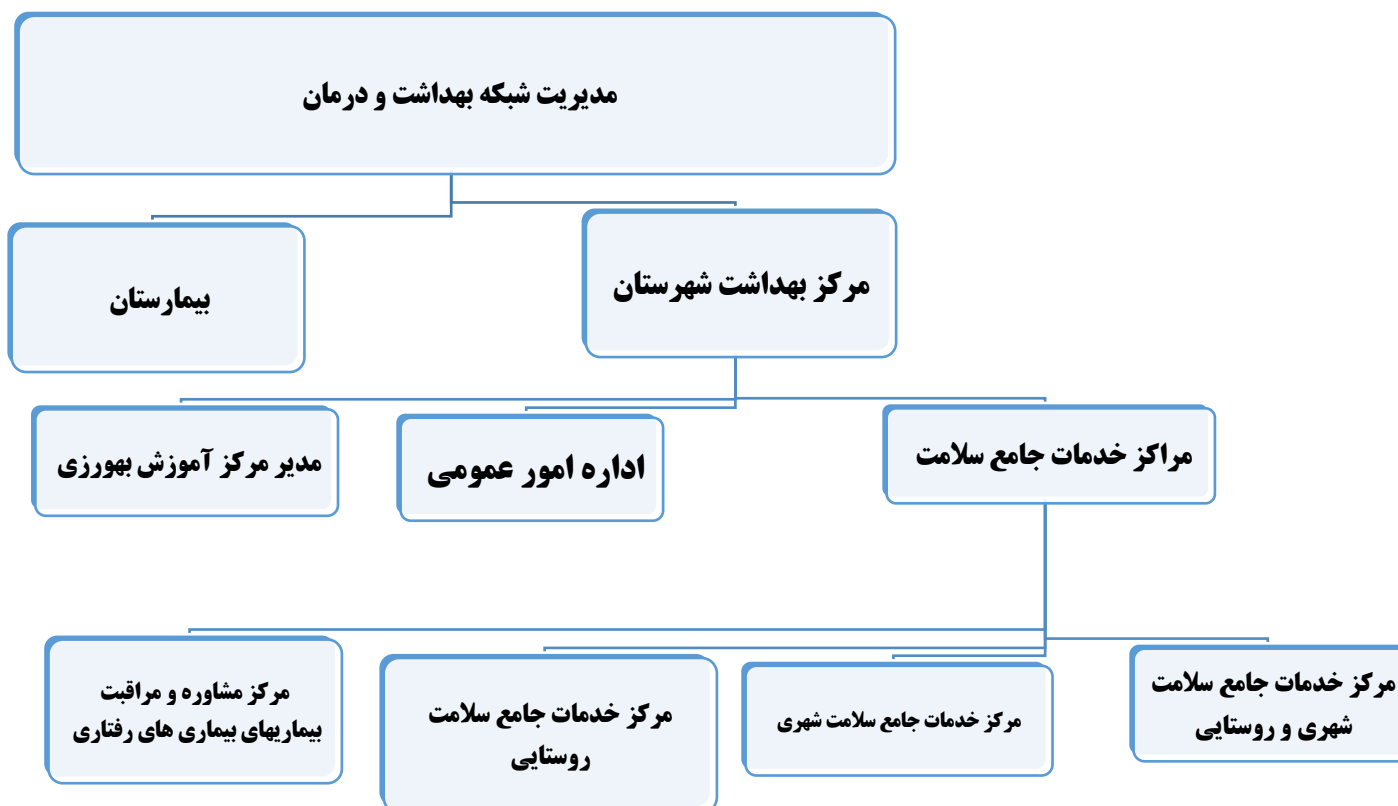 مدیریت شبکه بهداشت و درمان
مرکز بهداشت شهرستان
بیمارستان
مراکز خدمات جامع سلامت
اداره امور عمومی
مدیر مرکز آموزش بهورزی
مرکز خدمات جامع سلامت
شهری و روستایی
مرکز خدمات جامع سلامت شهری
مرکز خدمات جامع سلامت
روستایی
مرکز مشاوره و مراقبت
بیماریهای بیماری های رفتاری